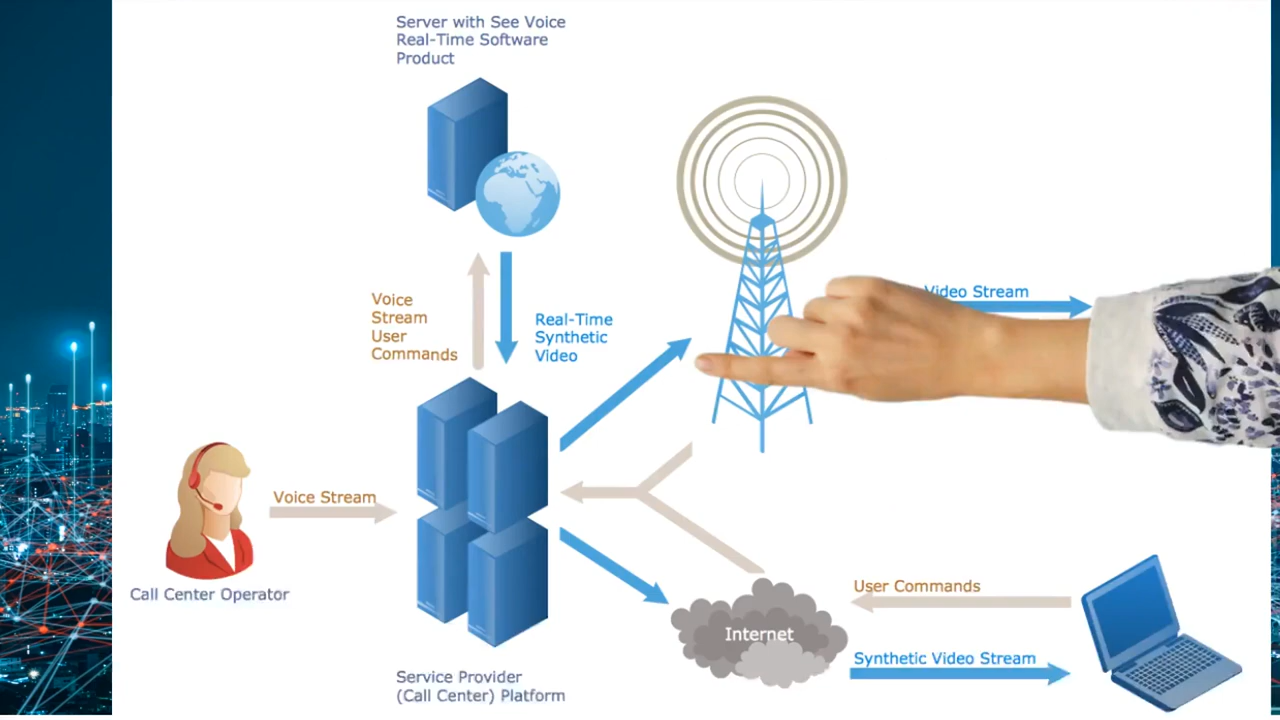 Server with See Voice
Real-Time Software
Product
Voice
Stream
User
Commands
Real-Time
Synthetic
Video
Video Stream
Voice Stream
Call Center Operator
Internet
User Commands
Synthetic Video Stream
Service Provider
(Call Center) Platform